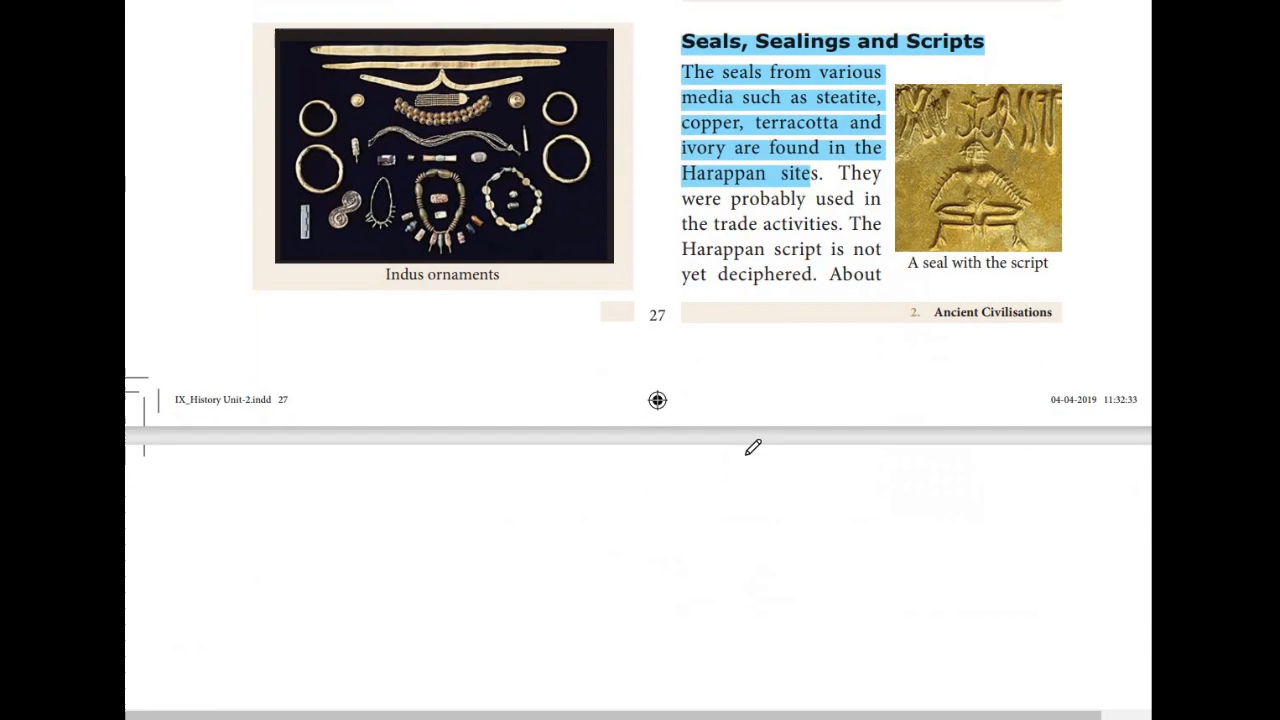 Indus ornaments
Seals, Sealings and Scripts
The seals from various
media such as steatite,
copper, terracotta and
ivory are found in the
Harappan sites. They
were probably used in
the trade activities. The
Harappan script is not
yet deciphered. About
A seal with the script
27
2. Ancient Civilisations
IX_History Unit-2.indd 27
04-04-2019 11:32:33